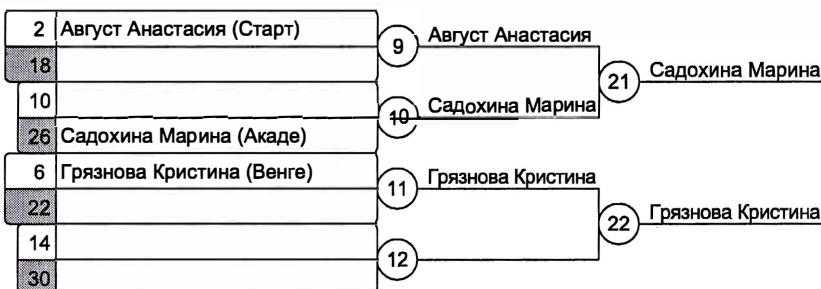 2 Август Анастасия (Старт)
9 Август Анастасия
18
21 Садохина Марина
10
10 Садохина Марина
26 Садохина Марина (Акаде)
6 Грязнова Кристина (Венге)
11 Грязнова Кристина
22
22 Грязнова Кристина
14
12
30